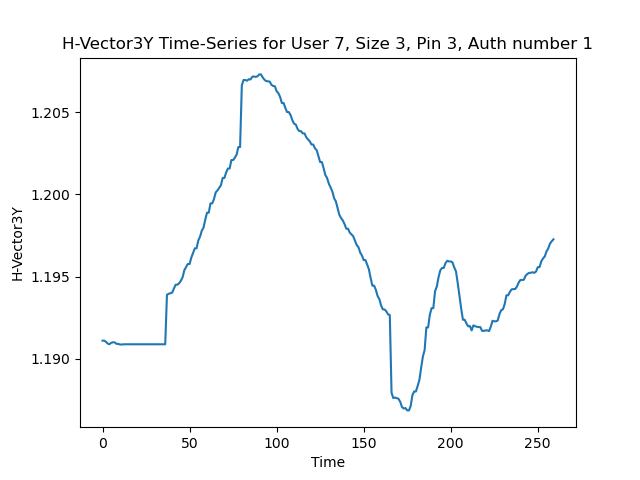 H-Vector3Y Time-Series for User 7, Size 3, Pin 3, Auth number 1
1.205
1.200
1.195
1.190
H-Vector3Y
0 50 100 150 200 250
Time